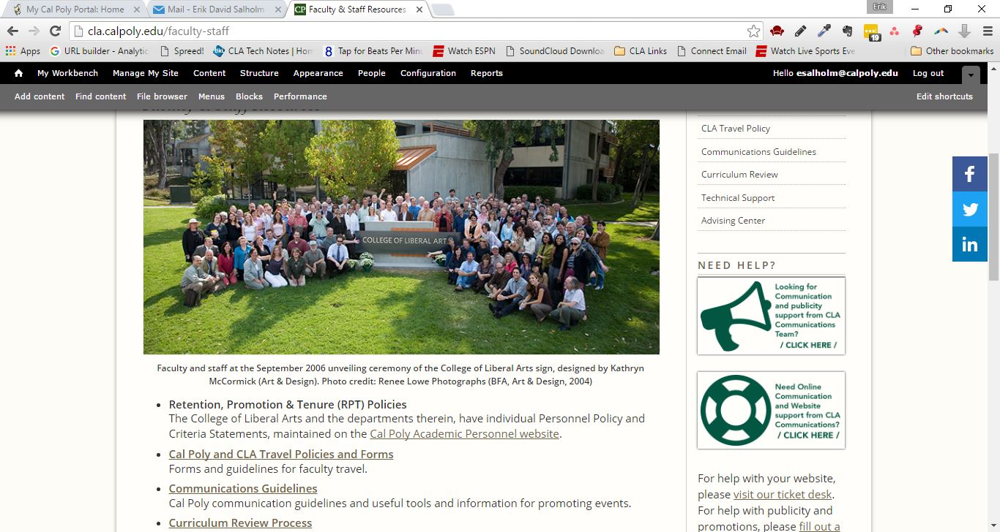 My Cal Poly Portal: Home
Mail - Erik David Salholm
CP Faculty & Staff Resources
Erik
cla.calpoly.edu/faculty-staff
19
Apps
URL builder - Analytic
Spreed!
CLA Tech Notes | Hom
8 Tap for Beats Per Minu
Watch ESPN
SoundCloud Downloa
CLA Links
Connect Email
Watch Live Sports Eve
Other bookmarks
My Workbench Manage My Site Content Structure Appearance People Configuration Reports
Hello esalholm@calpoly.edu Log out
Add content Find content File browser Menus Blocks Performance
Edit shortcuts
Faculty & Staff Resources
COLLEGE OF LIBERAL ARTS
Faculty and staff at the September 2006 unveiling ceremony of the College of Liberal Arts sign, designed by Kathryn
McCormick (Art & Design). Photo credit: Renee Lowe Photographs (BFA, Art & Design, 2004)
• Retention, Promotion & Tenure (RPT) Policies
The College of Liberal Arts and the departments therein, have individual Personnel Policy and
Criteria Statements, maintained on the Cal Poly Academic Personnel website.
• Cal Poly and CLA Travel Policies and Forms
Forms and guidelines for faculty travel.
• Communications Guidelines
Cal Poly communication guidelines and useful tools and information for promoting events.
• Curriculum Review Process
CLA Travel Policy
Communications Guidelines
Curriculum Review
Technical Support
Advising Center
NEED HELP?
Looking for
Communication
and publicity
support from CLA
Communications
Team?
/ CLICK HERE /
Need Online
Communication
and Website
support from CLA
Communications?
/ CLICK HERE /
For help with your website,
please visit our ticket desk.
For help with publicity and
promotions, please fill out a
f
in